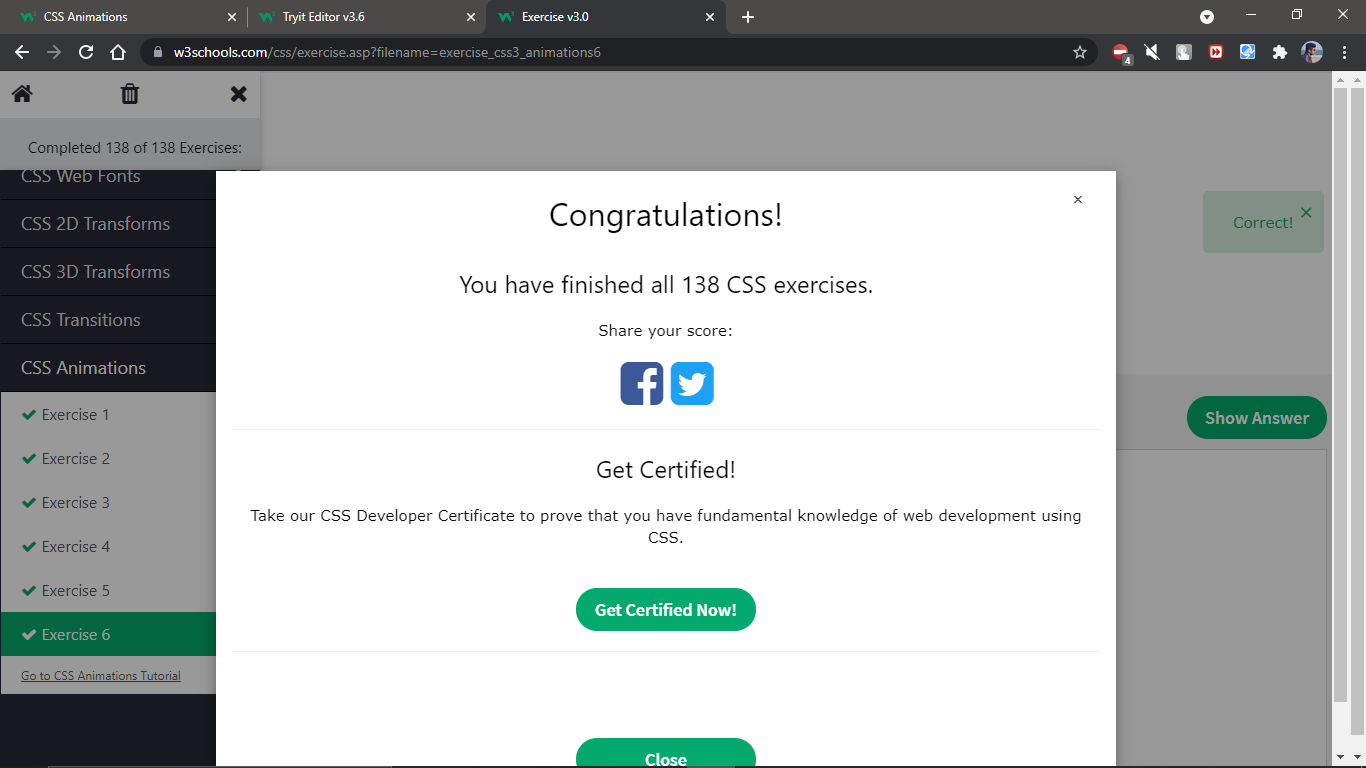 CSS Animations
Tryit Editor v3.6
Exercise v3.0
w3schools.com/css/exercise.asp?filename=exercise_css3_animations6
4
Completed 138 of 138 Exercises:
CSS Web Fonts
CSS 2D Transforms
CSS 3D Transforms
CSS Transitions
CSS Animations
Exercise 1
Exercise 2
Exercise 3
Exercise 4
Exercise 5
Exercise 6
Go to CSS Animations Tutorial
Congratulations!
You have finished all 138 CSS exercises.
Share your score:
Get Certified!
Take our CSS Developer Certificate to prove that you have fundamental knowledge of web development using
CSS.
Get Certified Now!
Close
Correct!
Show Answer